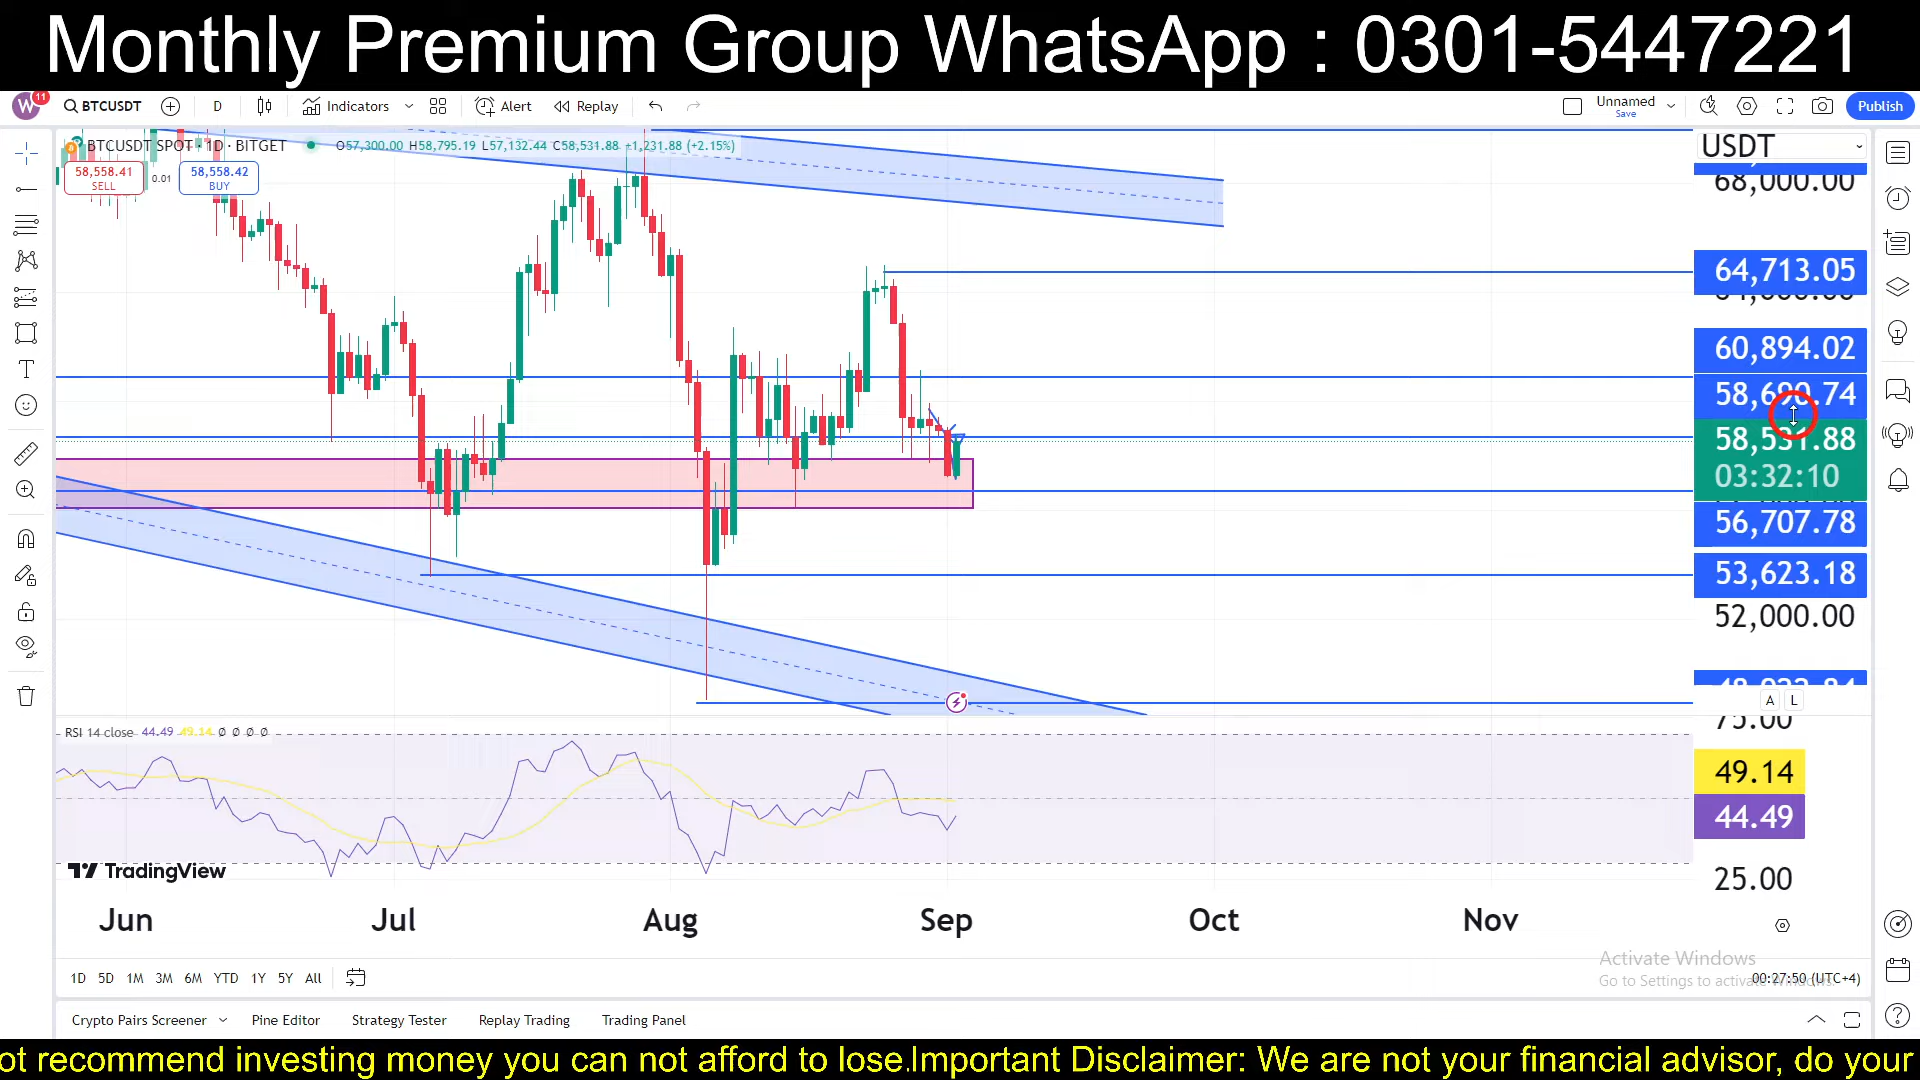 Monthly Premium Group WhatsApp : 0301-5447221
W 11 BTCUSDT D Indicators Alert Replay Unnamed Save Publish
BTCUSDT SPOT · 1D · BITGET O57,300.00 H58,795.19 L57,132.44 C58,531.88 +1,231.88 (+2.15%)
58,558.41 SELL 0.01 58,558.42 BUY
USDT
68,000.00
64,713.05
64,000.00
60,894.02
58,690.74
58,531.88
03:32:10
56,707.78
53,623.18
52,000.00
A L
RSI 14 close 44.49 49.14 Ø Ø Ø Ø
75.00
49.14
44.49
25.00
TradingView
Jun Jul Aug Sep Oct Nov
Activate Windows
1D 5D 1M 3M 6M YTD 1Y 5Y All
Go to Settings to activate Windows.
00:27:50 (UTC+4)
Crypto Pairs Screener Pine Editor Strategy Tester Replay Trading Trading Panel
ot recommend investing money you can not afford to lose.Important Disclaimer: We are not your financial advisor, do your